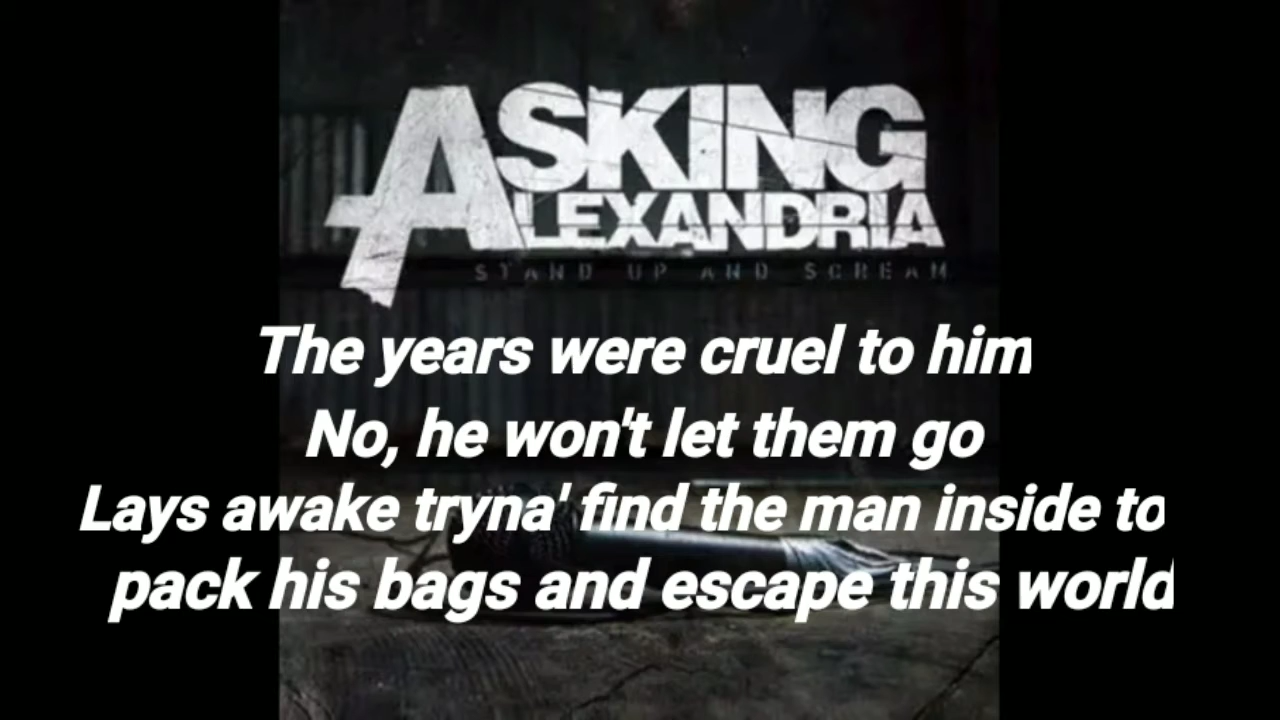 ASKING
ALEXANDRIA
STAND UP AND SCREAM
The years were cruel to him
No, he won't let them go
Lays awake tryna' find the man inside to
pack his bags and escape this world